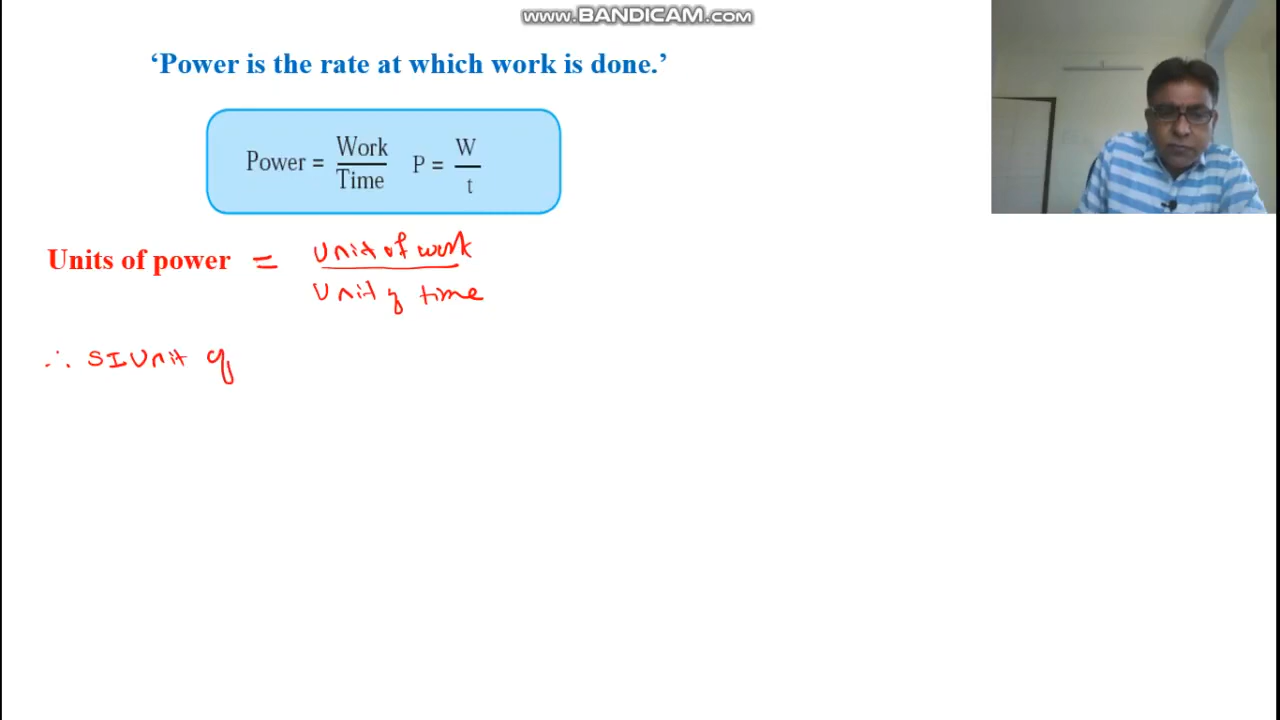 www.BANDICAM.com
‘Power is the rate at which work is done.’
Power = Work / Time P = W / t
Units of power = Unit of work / Unit of time
∴ SI Unit of